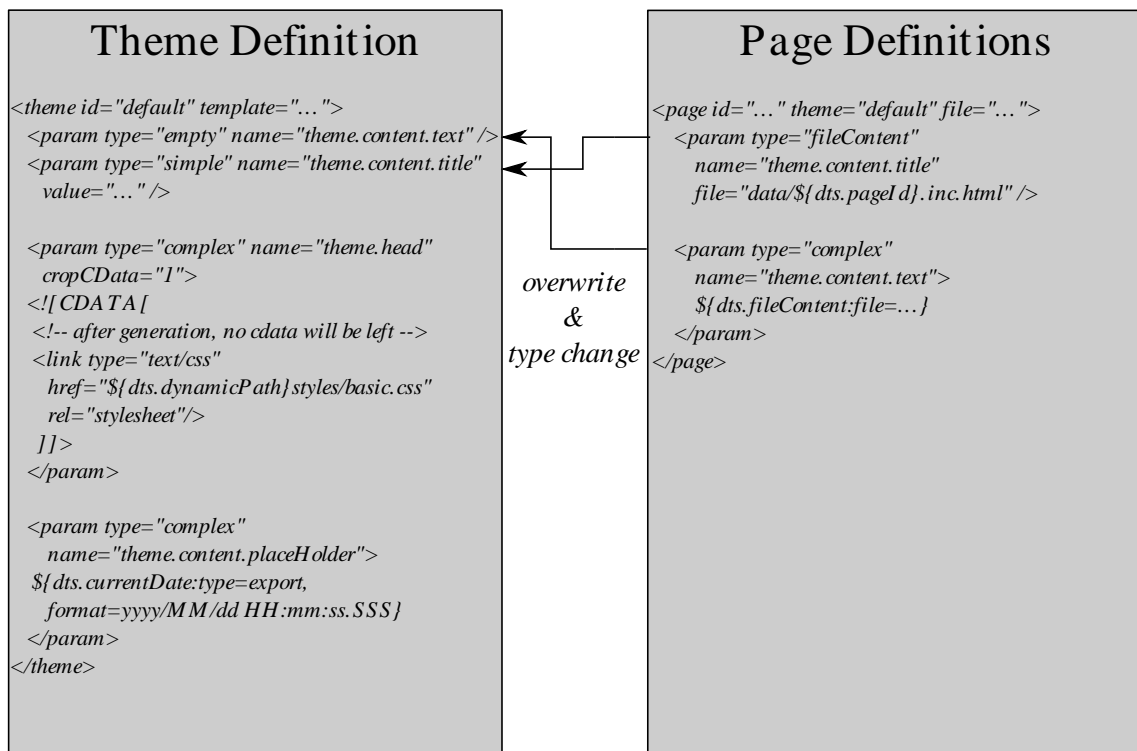 Theme Definition
<theme id="default" template="…">
<param type="empty" name="theme.content.text" />
<param type="simple" name="theme.content.title"
value="…" />
<param type="complex" name="theme.head"
cropCData="1">
<![CDATA[
<!-- after generation, no cdata will be left -->
<link type="text/css"
href="${dts.dynamicPath}styles/basic.css"
rel="stylesheet"/>
]]>
</param>
<param type="complex"
name="theme.content.placeHolder">
${dts.currentDate:type=export,
format=yyyy/MM/dd HH:mm:ss.SSS}
</param>
</theme>
overwrite
&
type change
Page Definitions
<page id="…" theme="default" file="…">
<param type="fileContent"
name="theme.content.title"
file="data/${dts.pageId}.inc.html" />
<param type="complex"
name="theme.content.text">
${dts.fileContent:file=…}
</param>
</page>